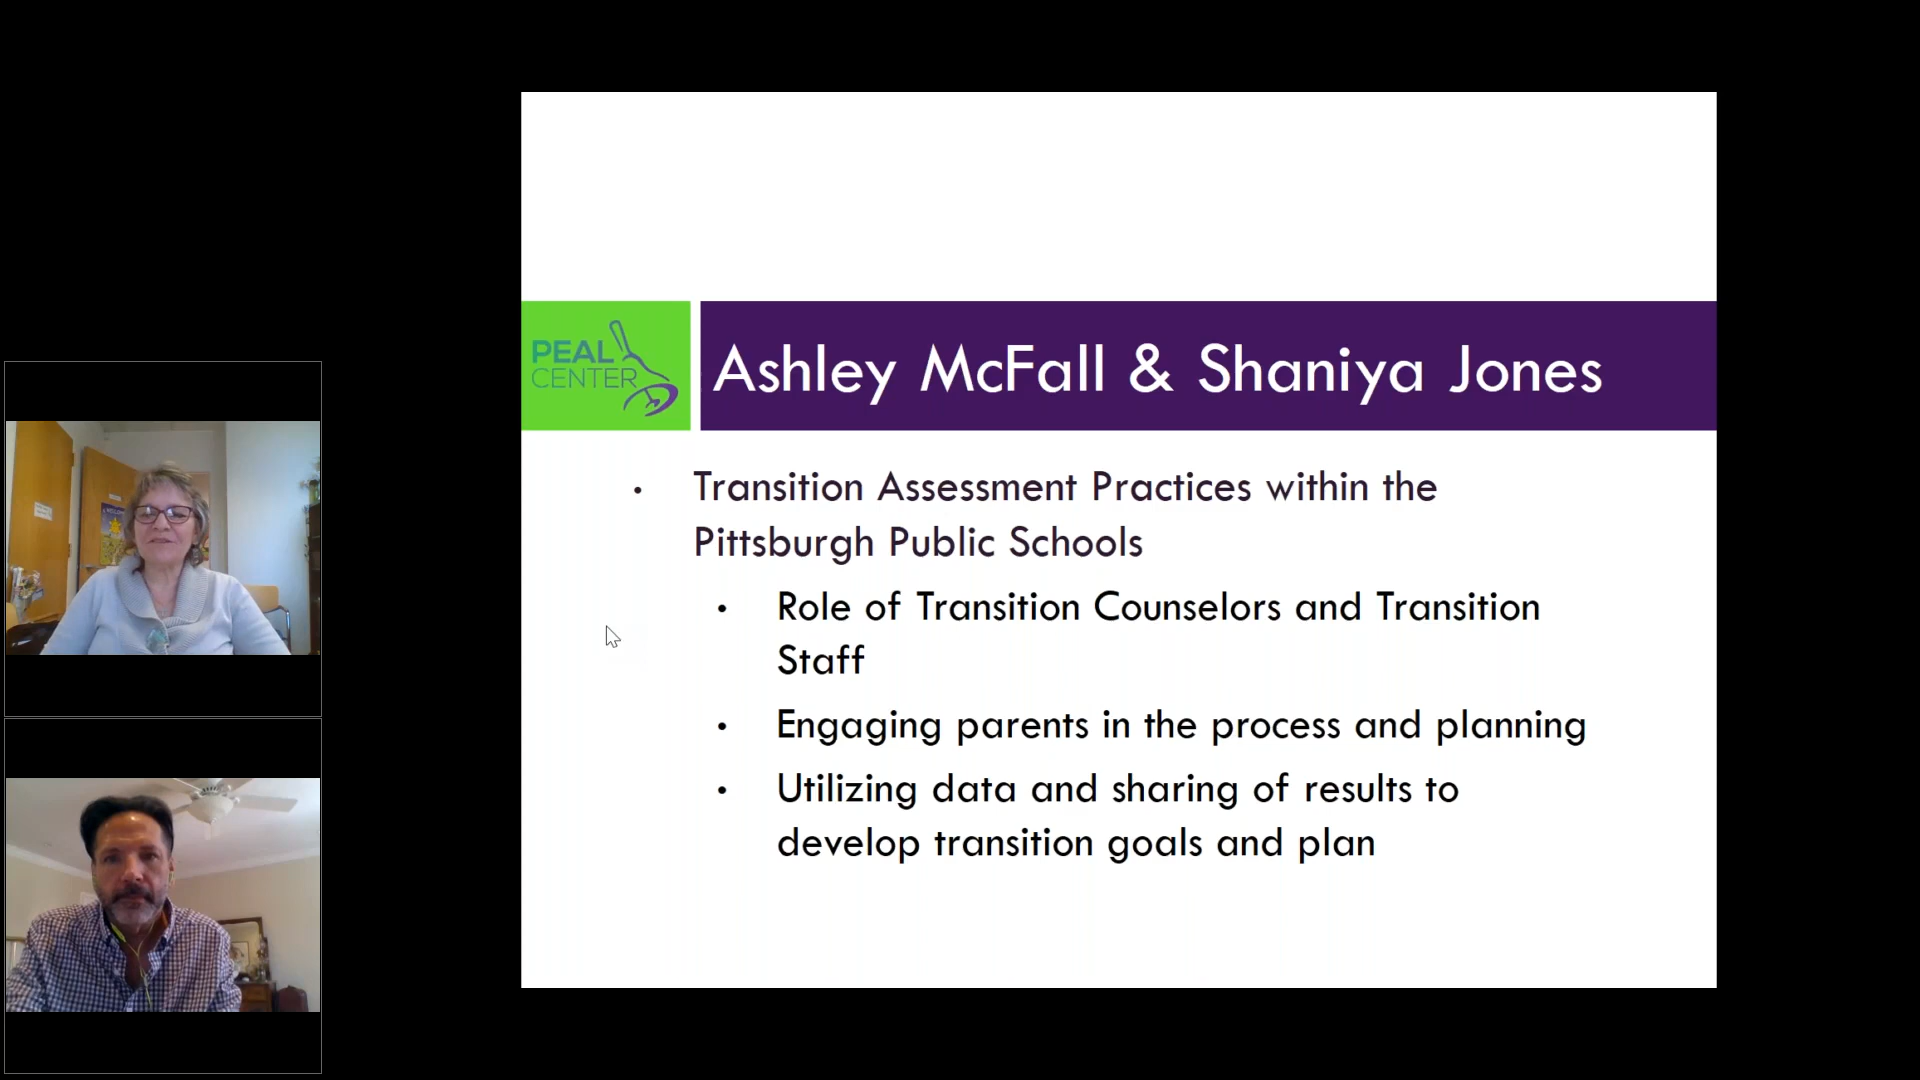 PEAL
CENTER
Ashley McFall & Shaniya Jones
• Transition Assessment Practices within the
Pittsburgh Public Schools
• Role of Transition Counselors and Transition
Staff
• Engaging parents in the process and planning
• Utilizing data and sharing of results to
develop transition goals and plan